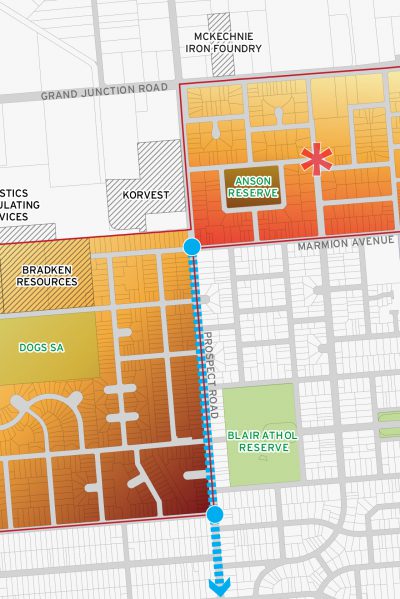 MCKECHNIE
IRON FOUNDRY
GRAND JUNCTION ROAD
KORVEST
ANSON
RESERVE
STICS
ULATING
VICES
MARMION AVENUE
BRADKEN
RESOURCES
DOGS SA
PROSPECT ROAD
BLAIR ATHOL
RESERVE